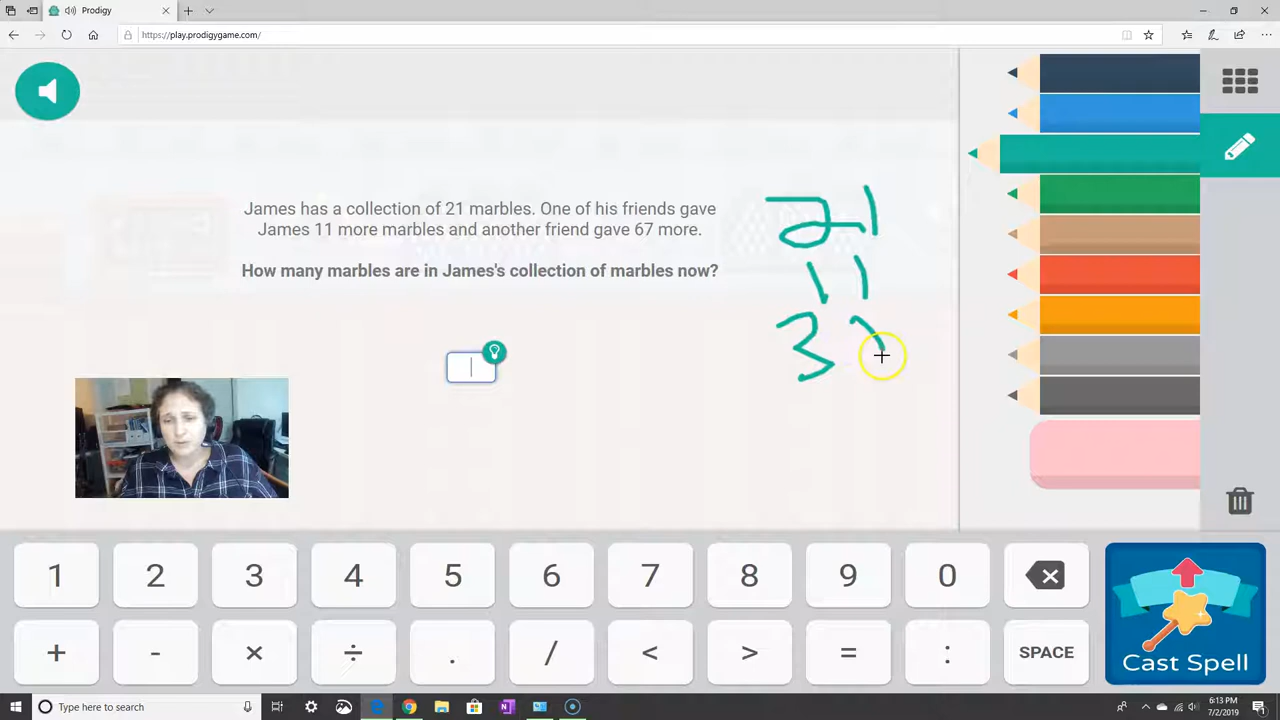 Prodigy
https://play.prodigygame.com/
James has a collection of 21 marbles. One of his friends gave
James 11 more marbles and another friend gave 67 more.
How many marbles are in James's collection of marbles now?
21
11
3
1 2 3 4 5 6 7 8 9 0
+ - × ÷ . / < > = : SPACE
Cast Spell
Type here to search
6:13 PM
7/2/2019